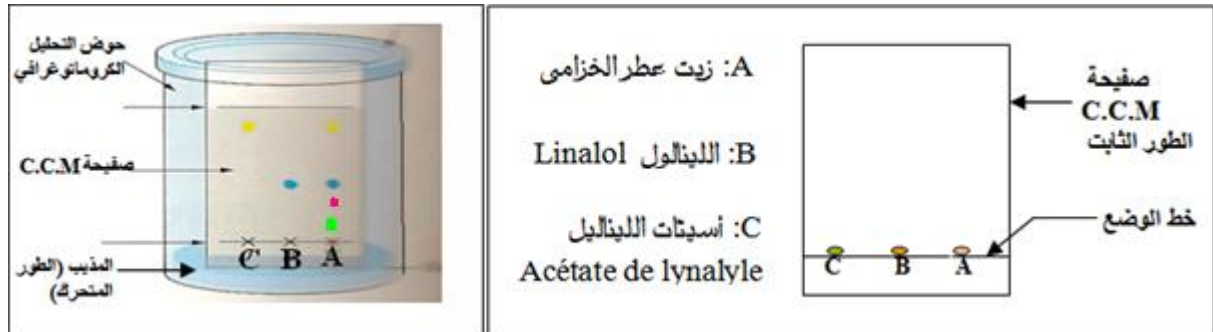 حوض التحليل
الكروماتوغرافي
صفيحة C.C.M
C B A
المذيب (الطور
المتحرك)
A: زيت عطر الخزامى
B: اللينالول Linalol
C: أسيتات الليناليل
Acétate de lynalyle
صفيحة
C.C.M
الطور الثابت
خط الوضع
C B A